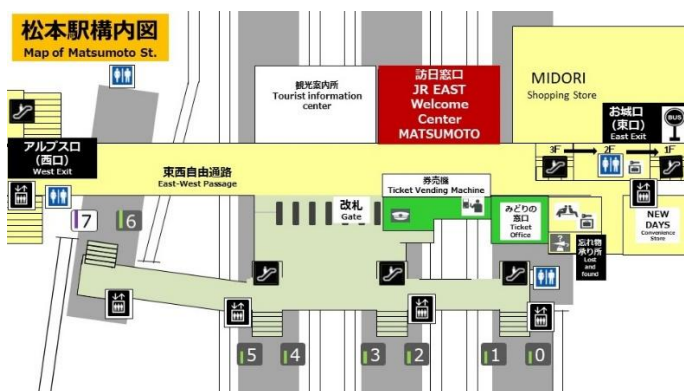 松本駅構内図
Map of Matsumoto St.
観光案内所
Tourist information
center
訪日窓口
JR EAST
Welcome
Center
MATSUMOTO
MIDORI
Shopping Store
お城口
(東口)
East Exit
BUS
アルプス口
(西口)
West Exit
3F
2F
1F
東西自由通路
East-West Passage
券売機
Ticket Vending Machine
改札
Gate
みどりの
窓口
Ticket
Office
NEW
DAYS
Convenience
Store
忘れ物
承り所
Lost
and
found
7
6
5
4
3
2
1
0